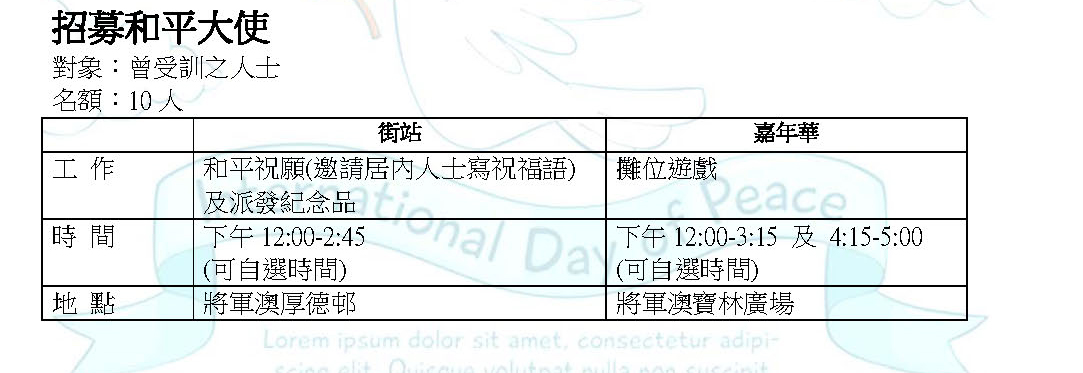 招募和平大使
對象：曾受訓之人士
名額：10 人
街站 嘉年華
工 作 和平祝願(邀請居內人士寫祝福語) 攤位遊戲
及派發紀念品
時 間 下午 12:00-2:45 下午 12:00-3:15 及 4:15-5:00
(可自選時間) (可自選時間)
地 點 將軍澳厚德邨 將軍澳寶林廣場
International Day of Peace
Lorem ipsum dolor sit amet, consectetur adipi-
scing elit. Quisque volutpat nulla non suscipit